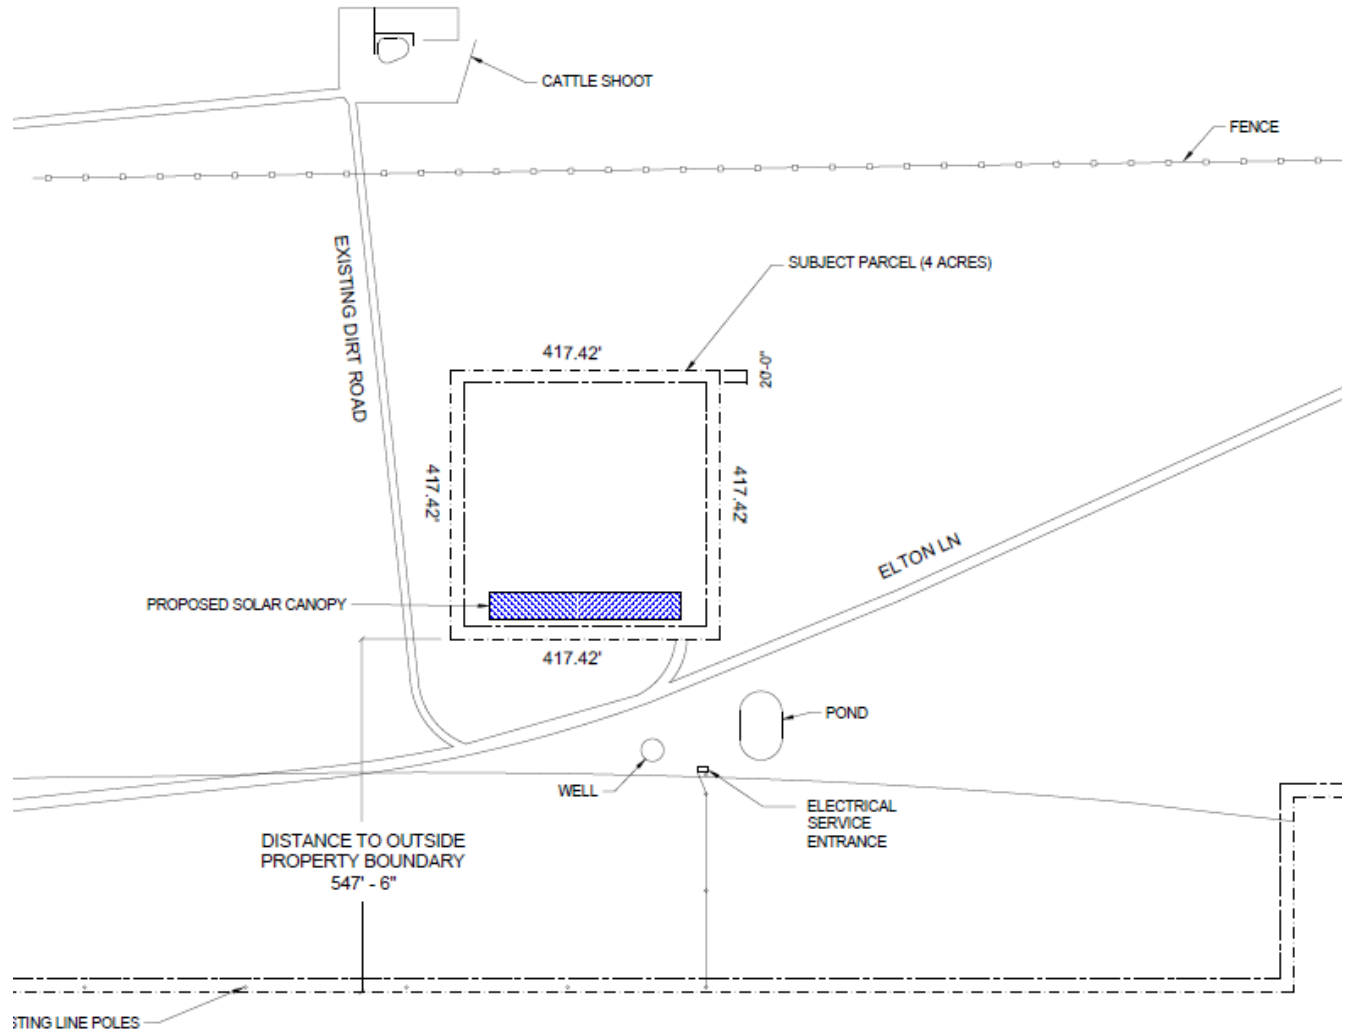 CATTLE SHOOT
FENCE
EXISTING DIRT ROAD
SUBJECT PARCEL (4 ACRES)
417.42'
20'-0"
417.42'
417.42'
ELTON LN
PROPOSED SOLAR CANOPY
417.42'
POND
WELL
ELECTRICAL
SERVICE
ENTRANCE
DISTANCE TO OUTSIDE
PROPERTY BOUNDARY
547' - 6"
STING LINE POLES